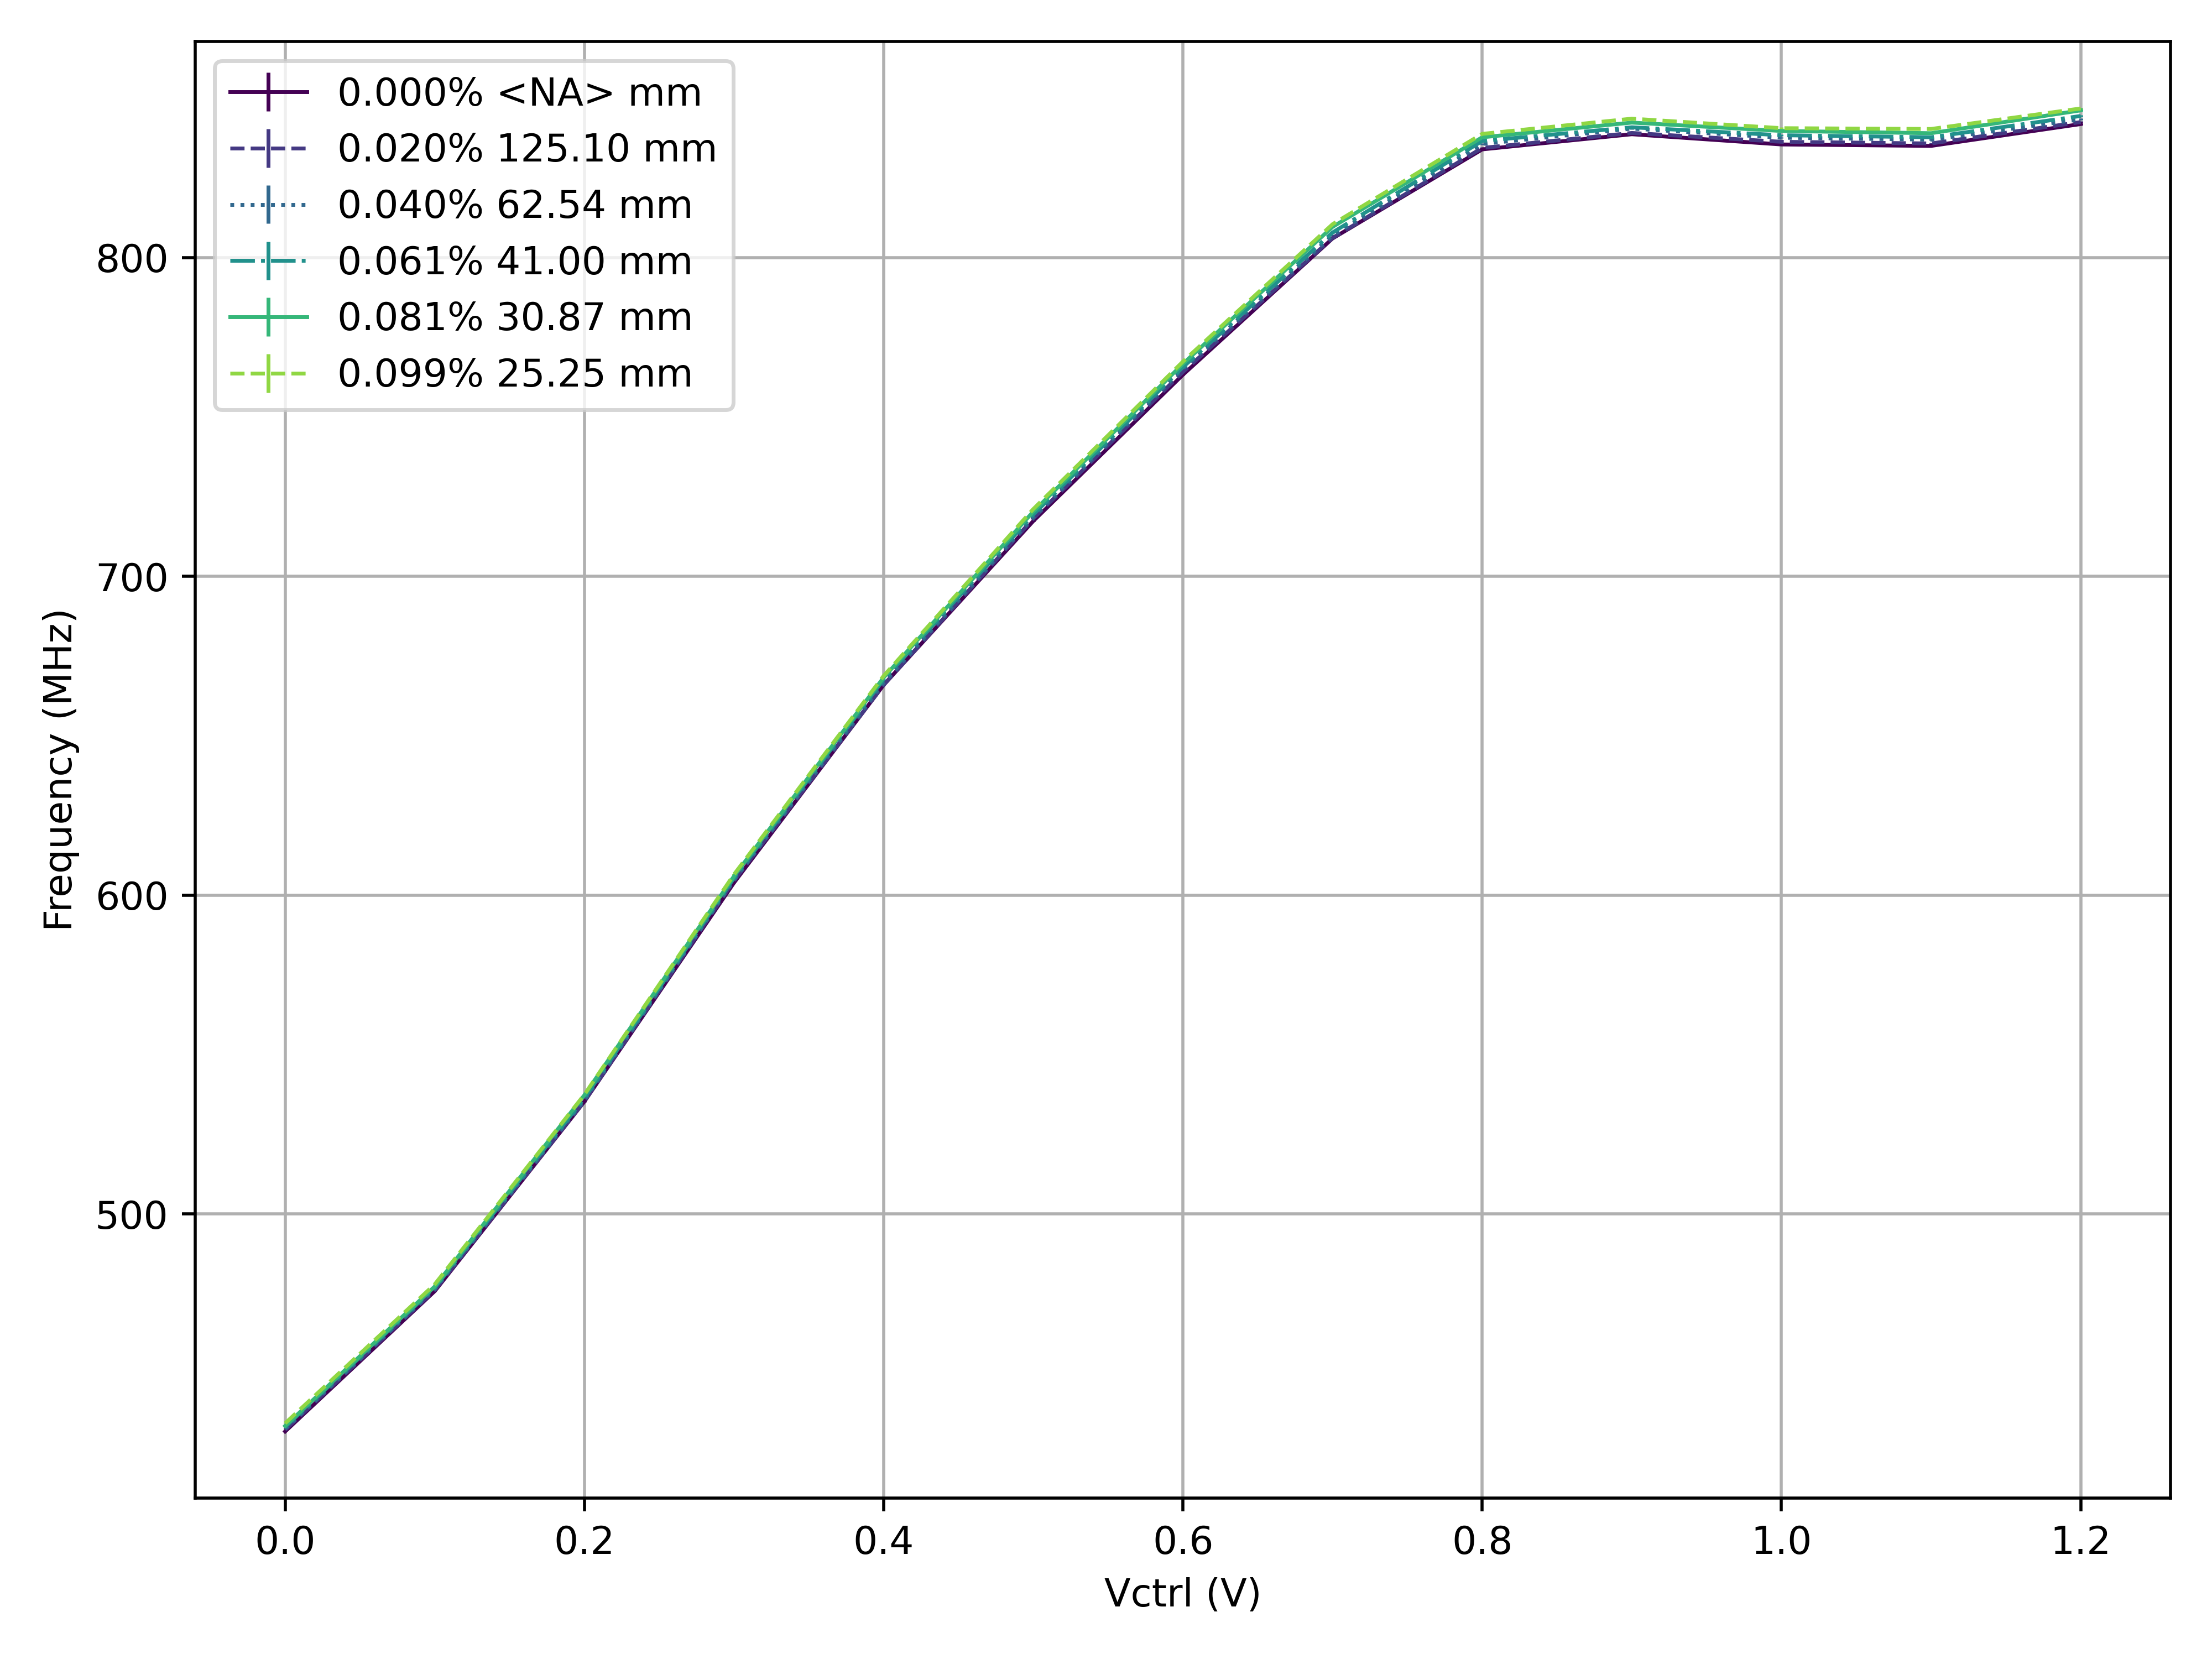 0.000% <NA> mm
0.020% 125.10 mm
0.040% 62.54 mm
0.061% 41.00 mm
0.081% 30.87 mm
0.099% 25.25 mm
800
700
600
500
Frequency (MHz)
0.0 0.2 0.4 0.6 0.8 1.0 1.2
Vctrl (V)